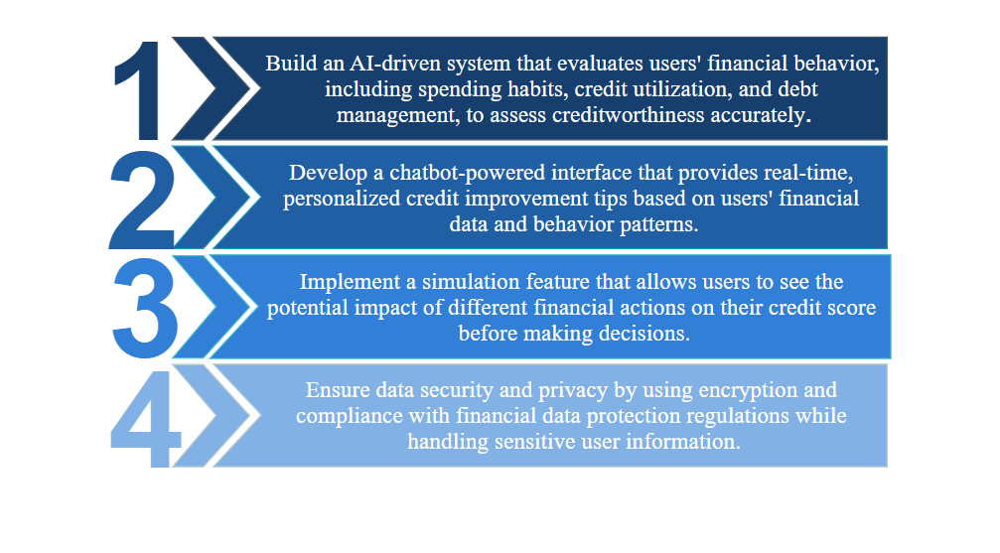 1
Build an AI-driven system that evaluates users' financial behavior,
including spending habits, credit utilization, and debt
management, to assess creditworthiness accurately.
2
Develop a chatbot-powered interface that provides real-time,
personalized credit improvement tips based on users' financial
data and behavior patterns.
3
Implement a simulation feature that allows users to see the
potential impact of different financial actions on their credit score
before making decisions.
4
Ensure data security and privacy by using encryption and
compliance with financial data protection regulations while
handling sensitive user information.